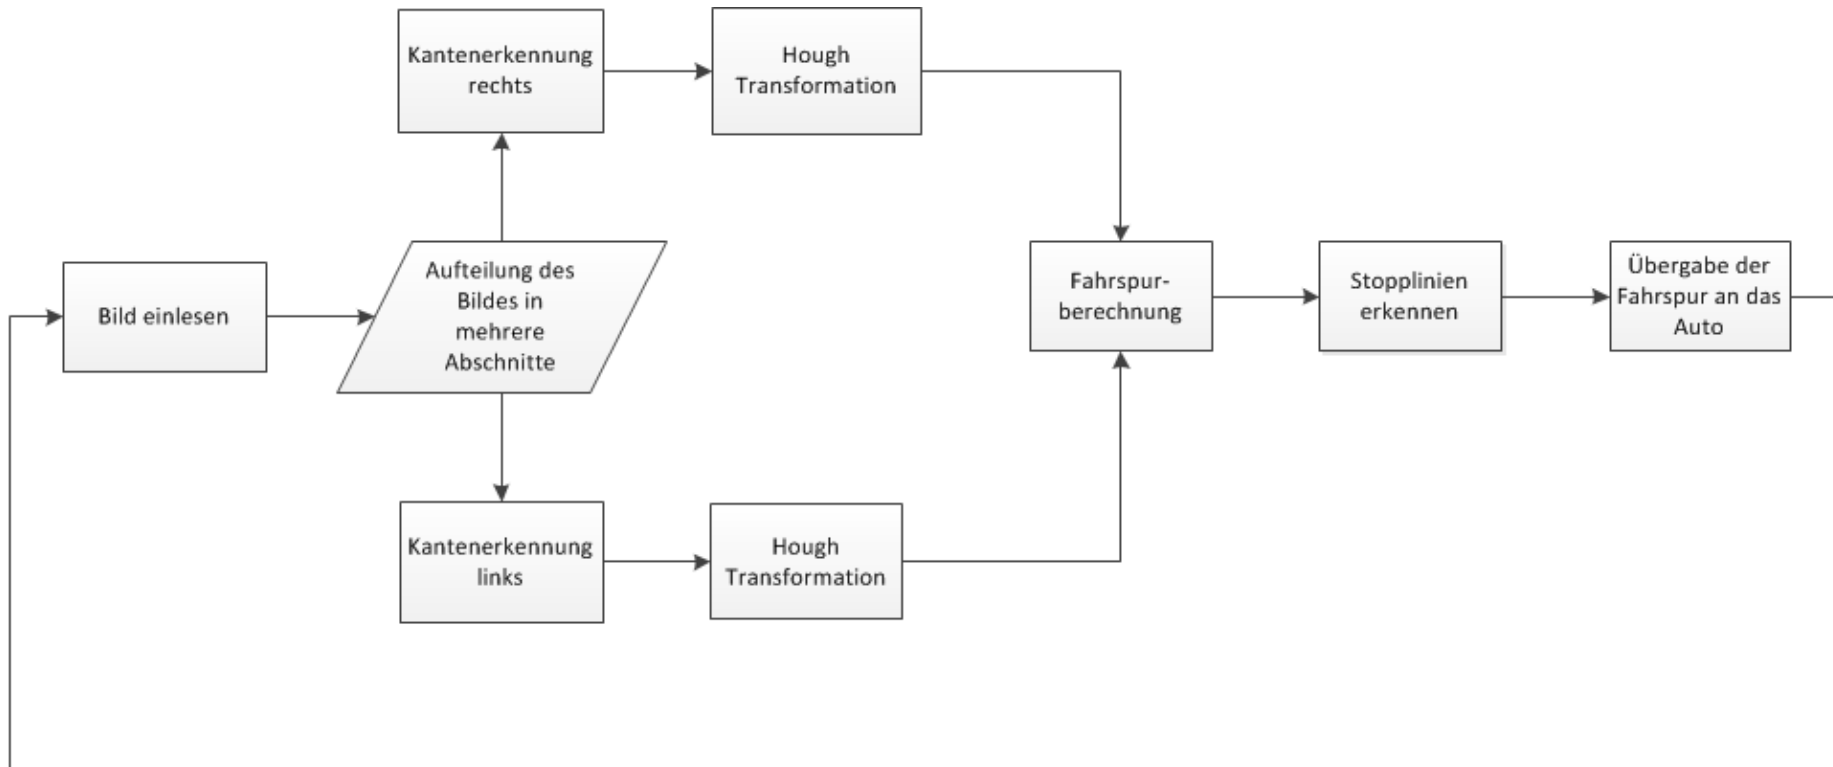 Kantenerkennung
rechts
Hough
Transformation
Bild einlesen
Aufteilung des
Bildes in
mehrere
Abschnitte
Fahrspur-
berechnung
Stopplinien
erkennen
Übergabe der
Fahrspur an das
Auto
Kantenerkennung
links
Hough
Transformation